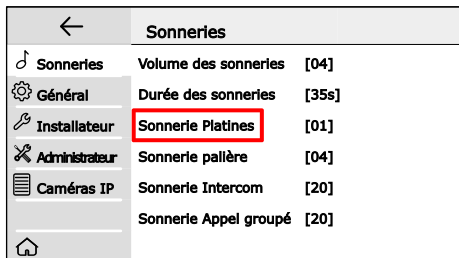 Sonneries
Sonneries
Général
Installateur
Administrateur
Caméras IP
Volume des sonneries [04]
Durée des sonneries [35s]
Sonnerie Platines [01]
Sonnerie palière [04]
Sonnerie Intercom [20]
Sonnerie Appel groupé [20]